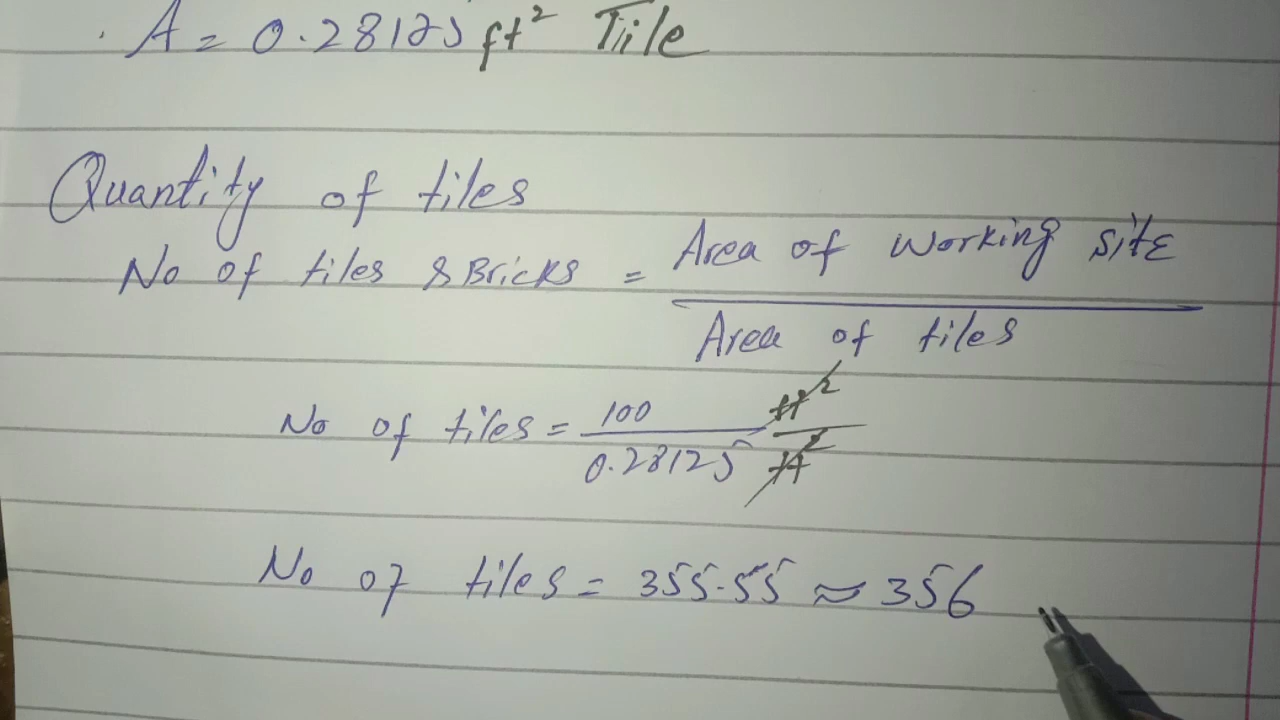 A = 0.28125 ft² Tile
Quantity of tiles
No of tiles & Bricks = Area of working site
Area of tiles
No of tiles = 100 ft²
0.28125 ft²
No of tiles = 355.55 ≈ 356